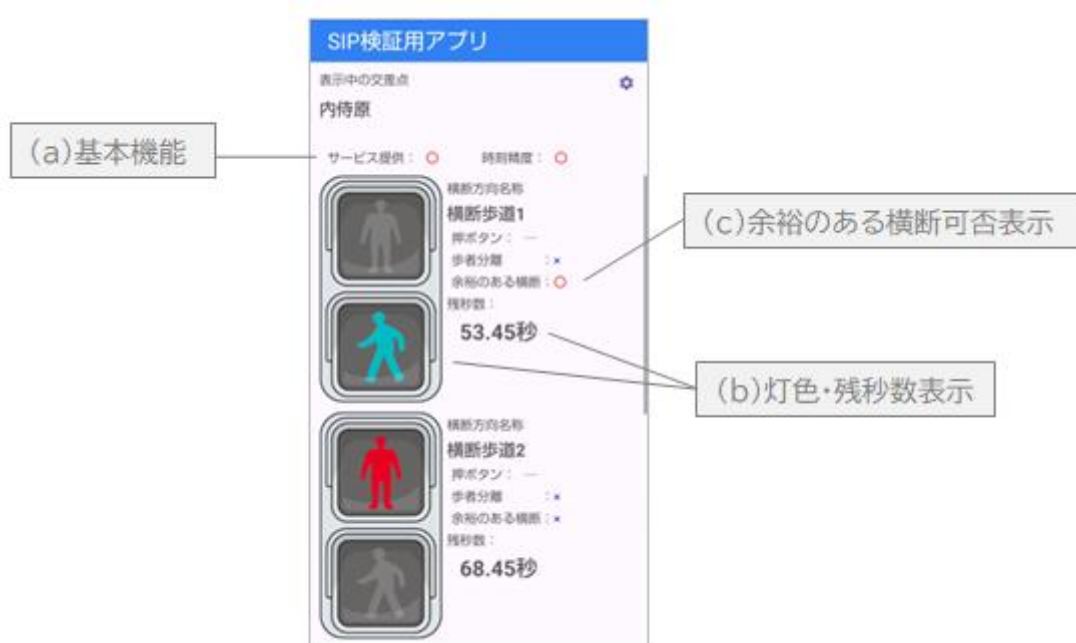 SIP検証用アプリ
表示中の交差点
内侍原
(a)基本機能
サービス提供： ○ 時刻精度： ○
横断方向名称
横断歩道1
押ボタン： ―
歩者分離 ：×
余裕のある横断：○
(c)余裕のある横断可否表示
残秒数：
53.45秒
(b)灯色・残秒数表示
横断方向名称
横断歩道2
押ボタン： ―
歩者分離 ：×
余裕のある横断：×
残秒数：
68.45秒